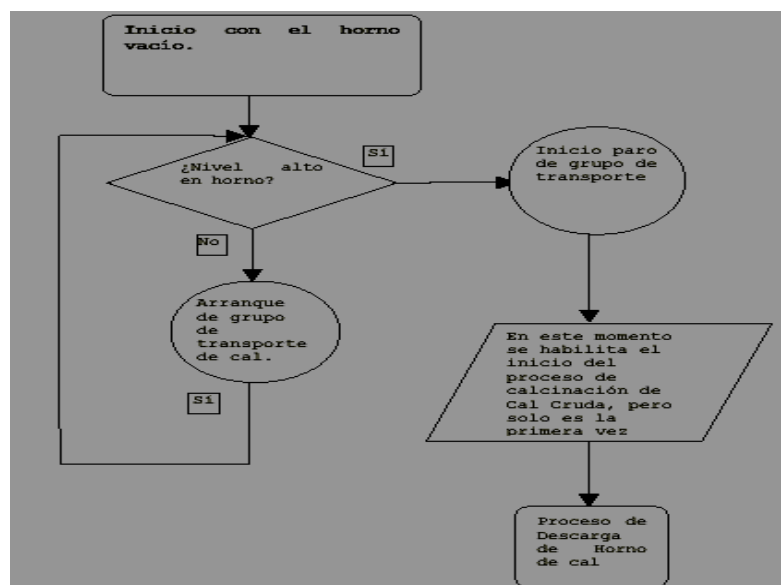 Inicio con el horno
vacío.
¿Nivel alto
en horno?
Sí
Inicio paro
de grupo de
transporte
No
Arranque
de grupo
de
transporte
de cal.
Sí
En este momento
se habilita el
inicio del
proceso de
calcinación de
Cal Cruda, pero
solo es la
primera vez
Proceso de
Descarga
de Horno
de cal